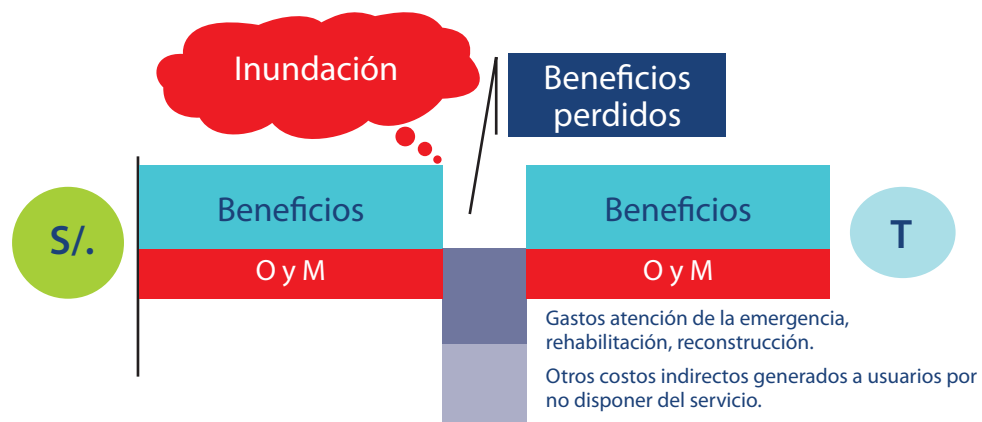 Inundación
Beneficios
perdidos
S/.
Beneficios
O y M
Beneficios
O y M
T
Gastos atención de la emergencia,
rehabilitación, reconstrucción.
Otros costos indirectos generados a usuarios por
no disponer del servicio.